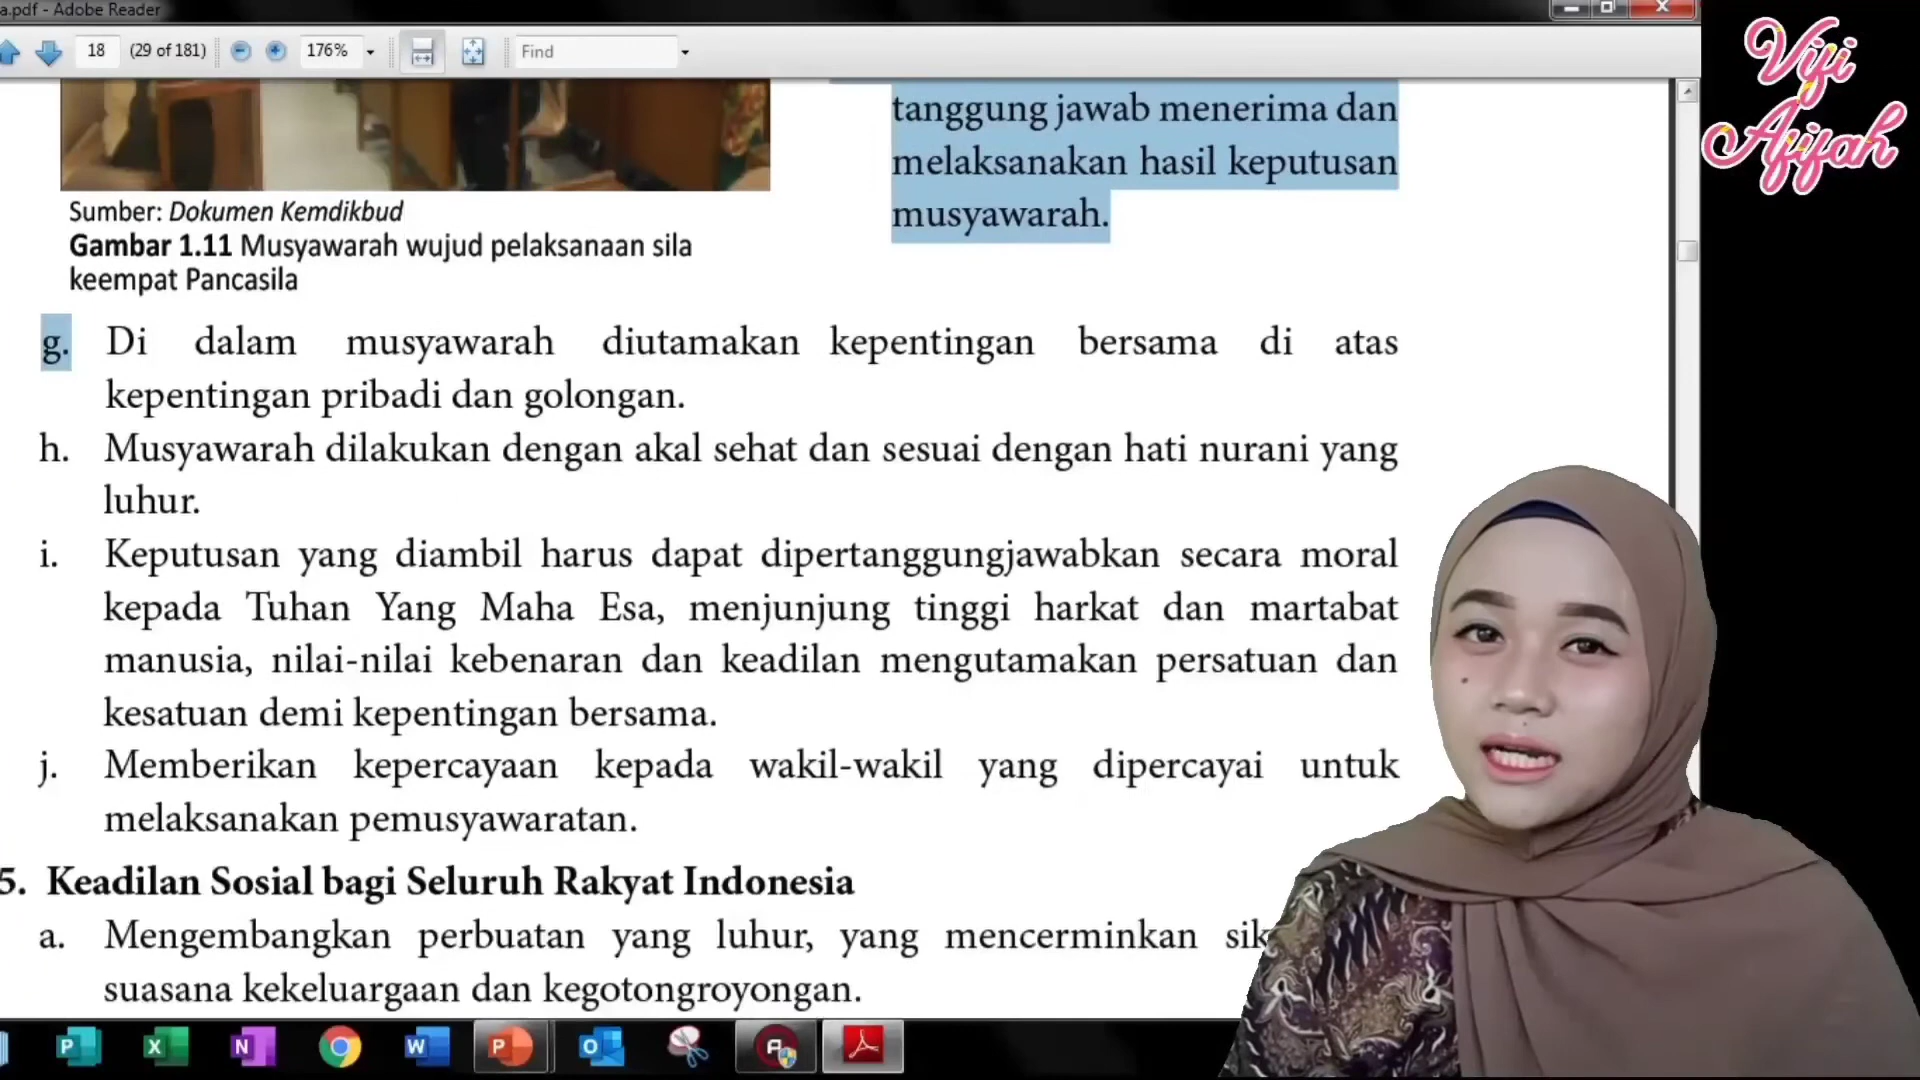 a.pdf - Adobe Reader
18 (29 of 181) 176% Find
Viji
Afifah
tanggung jawab menerima dan
melaksanakan hasil keputusan
musyawarah.
Sumber: Dokumen Kemdikbud
Gambar 1.11 Musyawarah wujud pelaksanaan sila
keempat Pancasila
g. Di dalam musyawarah diutamakan kepentingan bersama di atas
kepentingan pribadi dan golongan.
h. Musyawarah dilakukan dengan akal sehat dan sesuai dengan hati nurani yang
luhur.
i. Keputusan yang diambil harus dapat dipertanggungjawabkan secara moral
kepada Tuhan Yang Maha Esa, menjunjung tinggi harkat dan martabat
manusia, nilai-nilai kebenaran dan keadilan mengutamakan persatuan dan
kesatuan demi kepentingan bersama.
j. Memberikan kepercayaan kepada wakil-wakil yang dipercayai untuk
melaksanakan pemusyawaratan.
5. Keadilan Sosial bagi Seluruh Rakyat Indonesia
a. Mengembangkan perbuatan yang luhur, yang mencerminkan sik
suasana kekeluargaan dan kegotongroyongan.